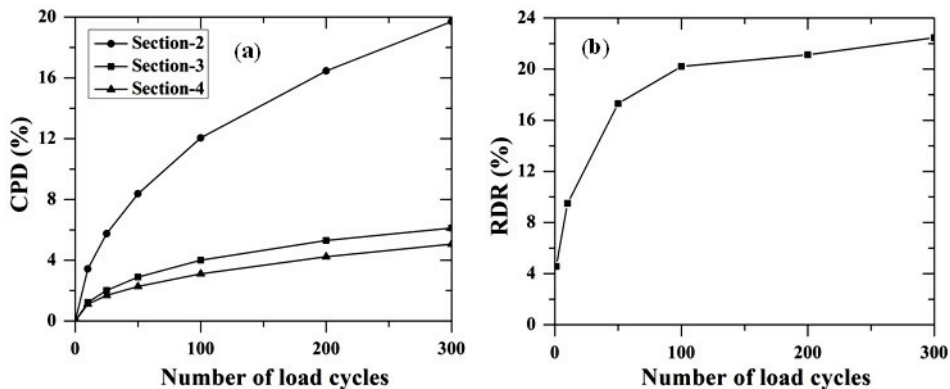 20
16
12
8
4
0
CPD (%)
Section-2
Section-3
Section-4
(a)
0 100 200 300
Number of load cycles
24
20
16
12
8
4
0
RDR (%)
(b)
0 100 200 300
Number of load cycles